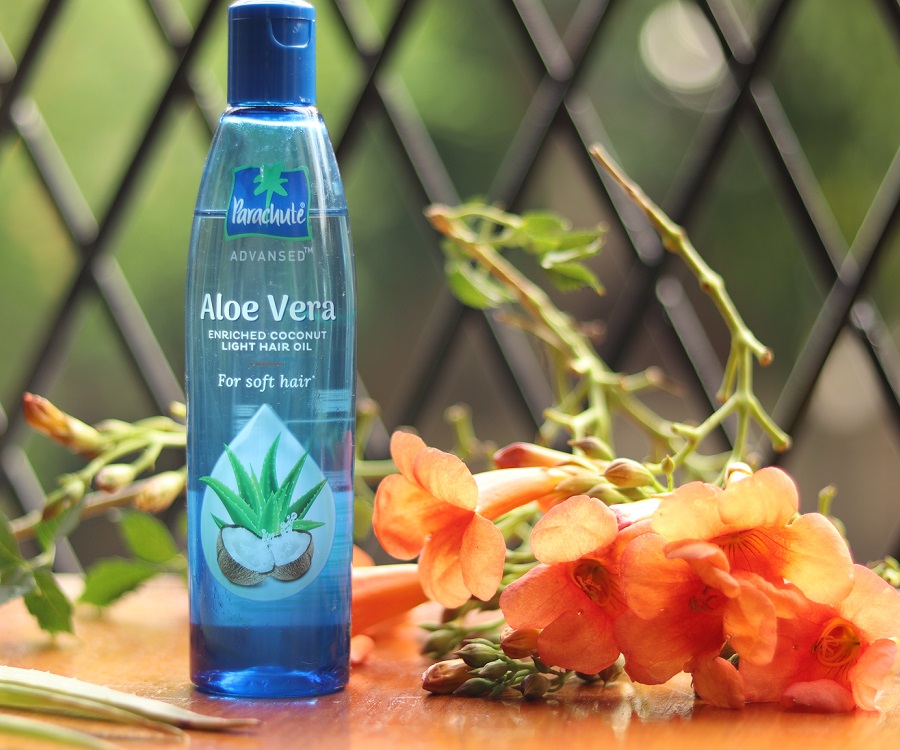 Parachute®
ADVANSED™
Aloe Vera
ENRICHED COCONUT
LIGHT HAIR OIL
For soft hair*